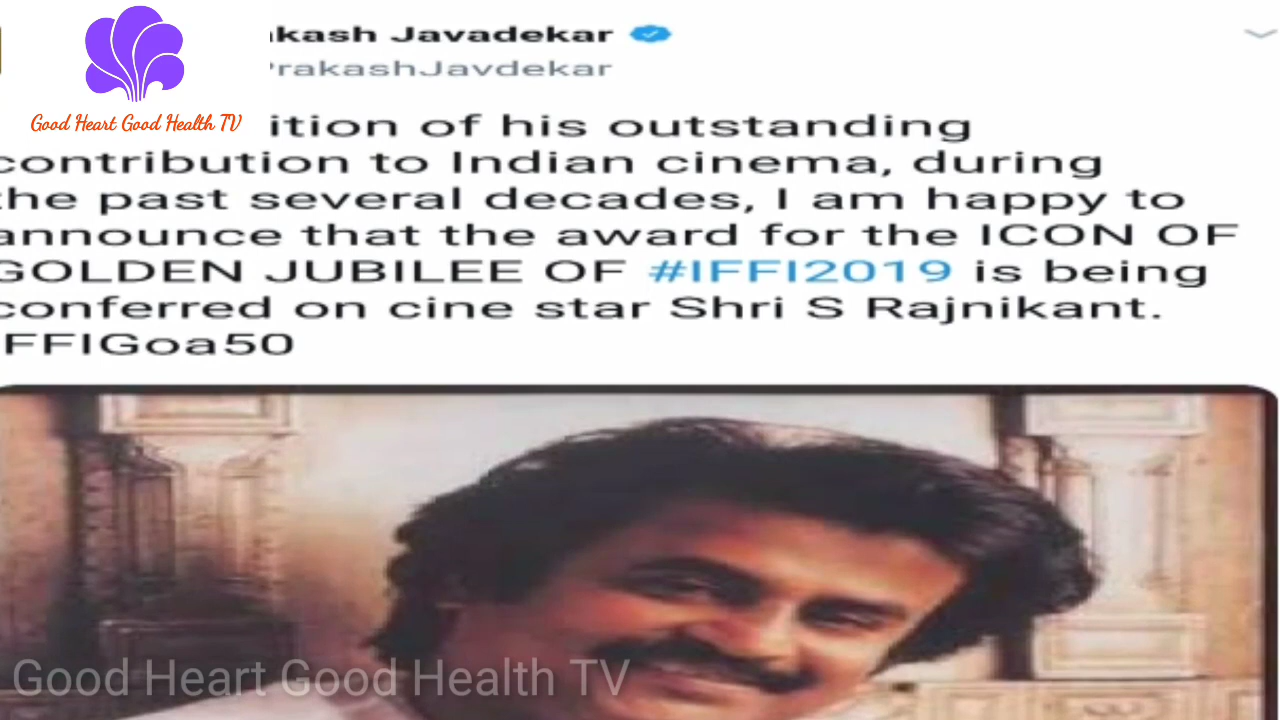 kash Javadekar
PrakashJavdekar
Good Heart Good Health TV
ition of his outstanding
contribution to Indian cinema, during
the past several decades, I am happy to
announce that the award for the ICON OF
GOLDEN JUBILEE OF #IFFI2019 is being
conferred on cine star Shri S Rajnikant.
IFFIGoa50
Good Heart Good Health TV